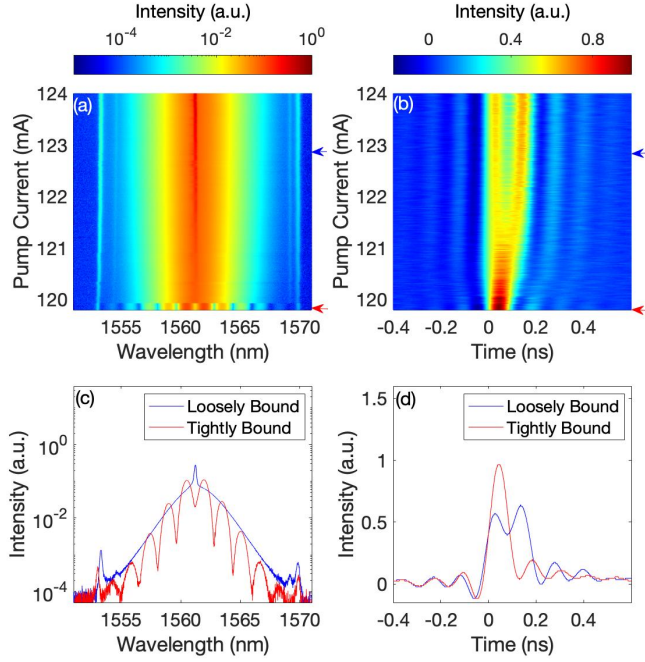 Intensity (a.u.) Intensity (a.u.)
10⁻⁴ 10⁻² 10⁰ 0 0.4 0.8
(a) (b)
124 124
123 123
122 122
121 121
120 120
Pump Current (mA) Pump Current (mA)
1555 1560 1565 1570 -0.4 -0.2 0 0.2 0.4
Wavelength (nm) Time (ns)
(c) Loosely Bound (d) Loosely Bound
Tightly Bound Tightly Bound
10⁰ 1.5
10⁻² 1
10⁻⁴ 0.5
0
Intensity (a.u.) Intensity (a.u.)
1555 1560 1565 1570 -0.4 -0.2 0 0.2 0.4
Wavelength (nm) Time (ns)